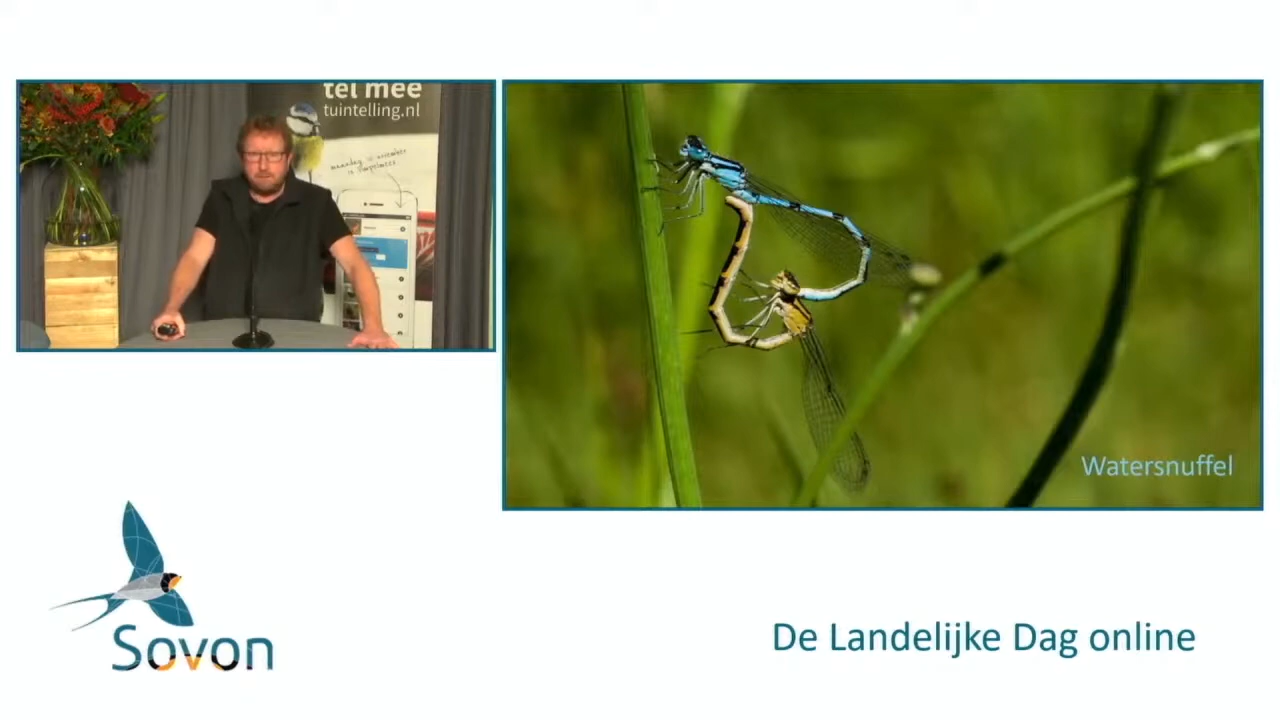 tel mee
tuintelling.nl
Watersnuffel
Sovon
De Landelijke Dag online